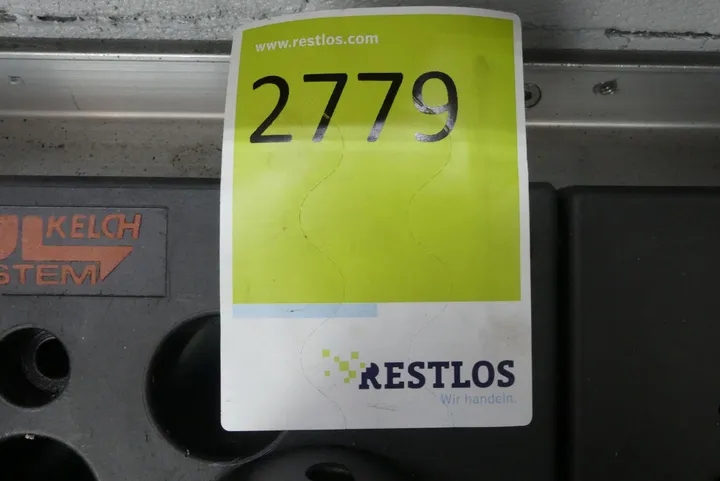 www.restlos.com
2779
KELCH
STEM
RESTLOS
Wir handeln.